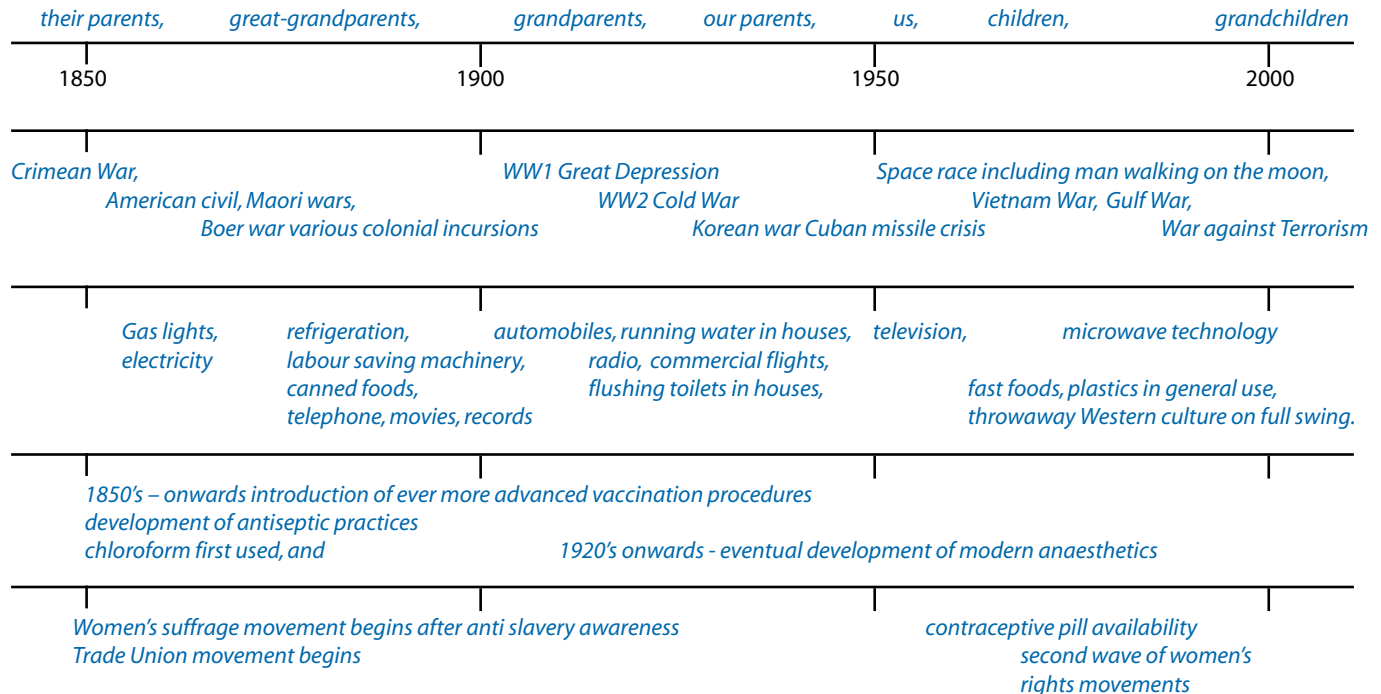 their parents, great-grandparents, grandparents, our parents, us, children, grandchildren
1850 1900 1950 2000
Crimean War, WW1 Great Depression Space race including man walking on the moon,
American civil, Maori wars, WW2 Cold War Vietnam War, Gulf War,
Boer war various colonial incursions Korean war Cuban missile crisis War against Terrorism
Gas lights, refrigeration, automobiles, running water in houses, television, microwave technology
electricity labour saving machinery, radio, commercial flights,
canned foods, flushing toilets in houses, fast foods, plastics in general use,
telephone, movies, records throwaway Western culture on full swing.
1850's – onwards introduction of ever more advanced vaccination procedures
development of antiseptic practices
chloroform first used, and 1920's onwards - eventual development of modern anaesthetics
Women's suffrage movement begins after anti slavery awareness contraceptive pill availability
Trade Union movement begins second wave of women's
rights movements